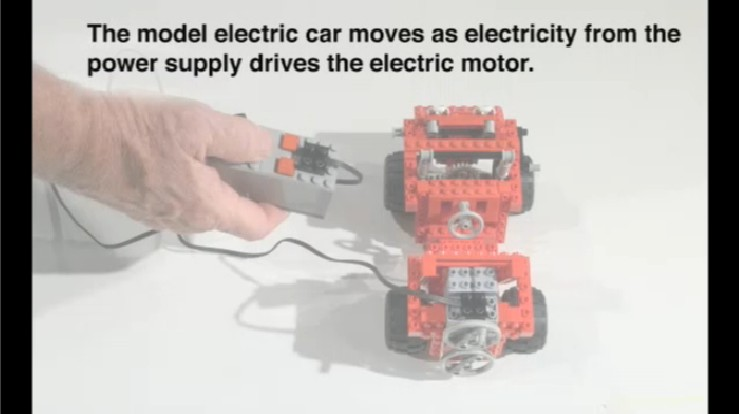 The model electric car moves as electricity from the
power supply drives the electric motor.